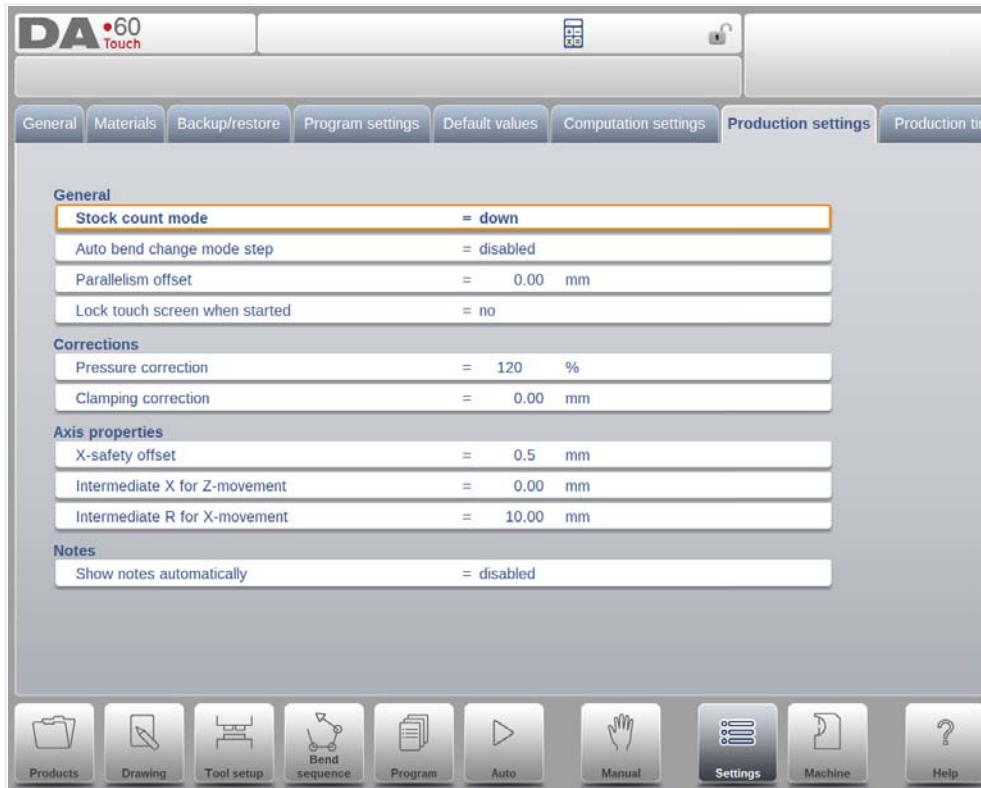 DA•60
Touch
General Materials Backup/restore Program settings Default values Computation settings Production settings Production
General
Stock count mode = down
Auto bend change mode step = disabled
Parallelism offset = 0.00 mm
Lock touch screen when started = no
Corrections
Pressure correction = 120 %
Clamping correction = 0.00 mm
Axis properties
X-safety offset = 0.5 mm
Intermediate X for Z-movement = 0.00 mm
Intermediate R for X-movement = 10.00 mm
Notes
Show notes automatically = disabled
Products Drawing Tool setup Bend sequence Program Auto Manual Settings Machine Help